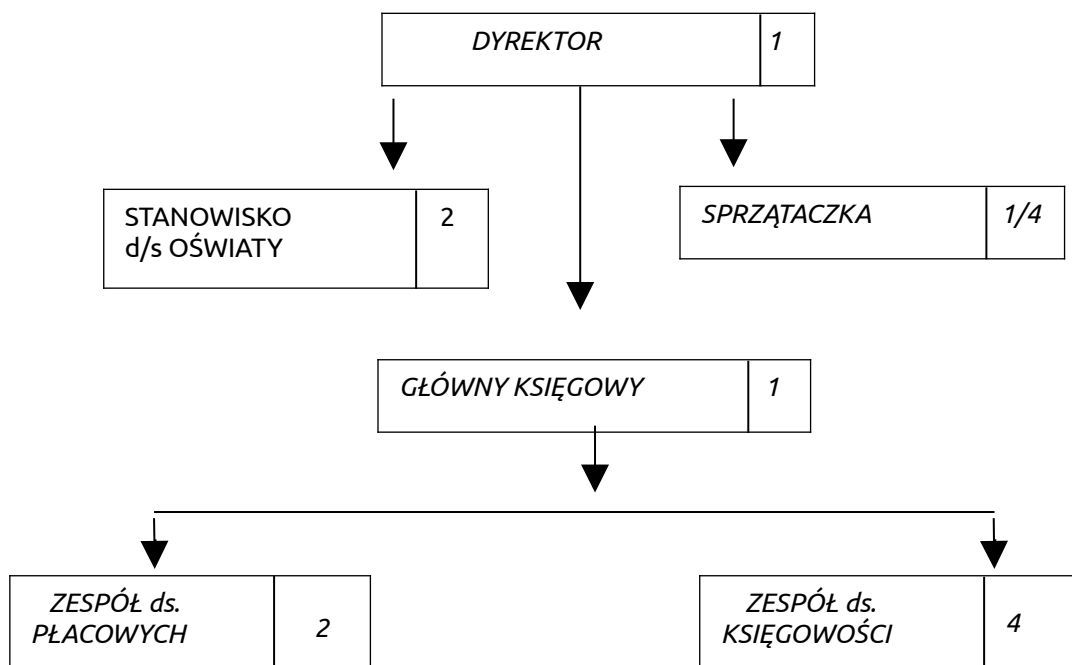 DYREKTOR 1
STANOWISKO
d/s OŚWIATY 2
SPRZĄTACZKA 1/4
GŁÓWNY KSIĘGOWY 1
ZESPÓŁ ds.
PŁACOWYCH 2
ZESPÓŁ ds.
KSIĘGOWOŚCI 4